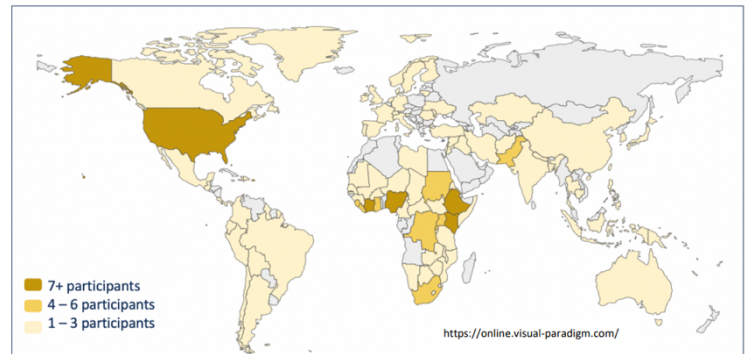 7+ participants
4 – 6 participants
1 – 3 participants
https://online.visual-paradigm.com/